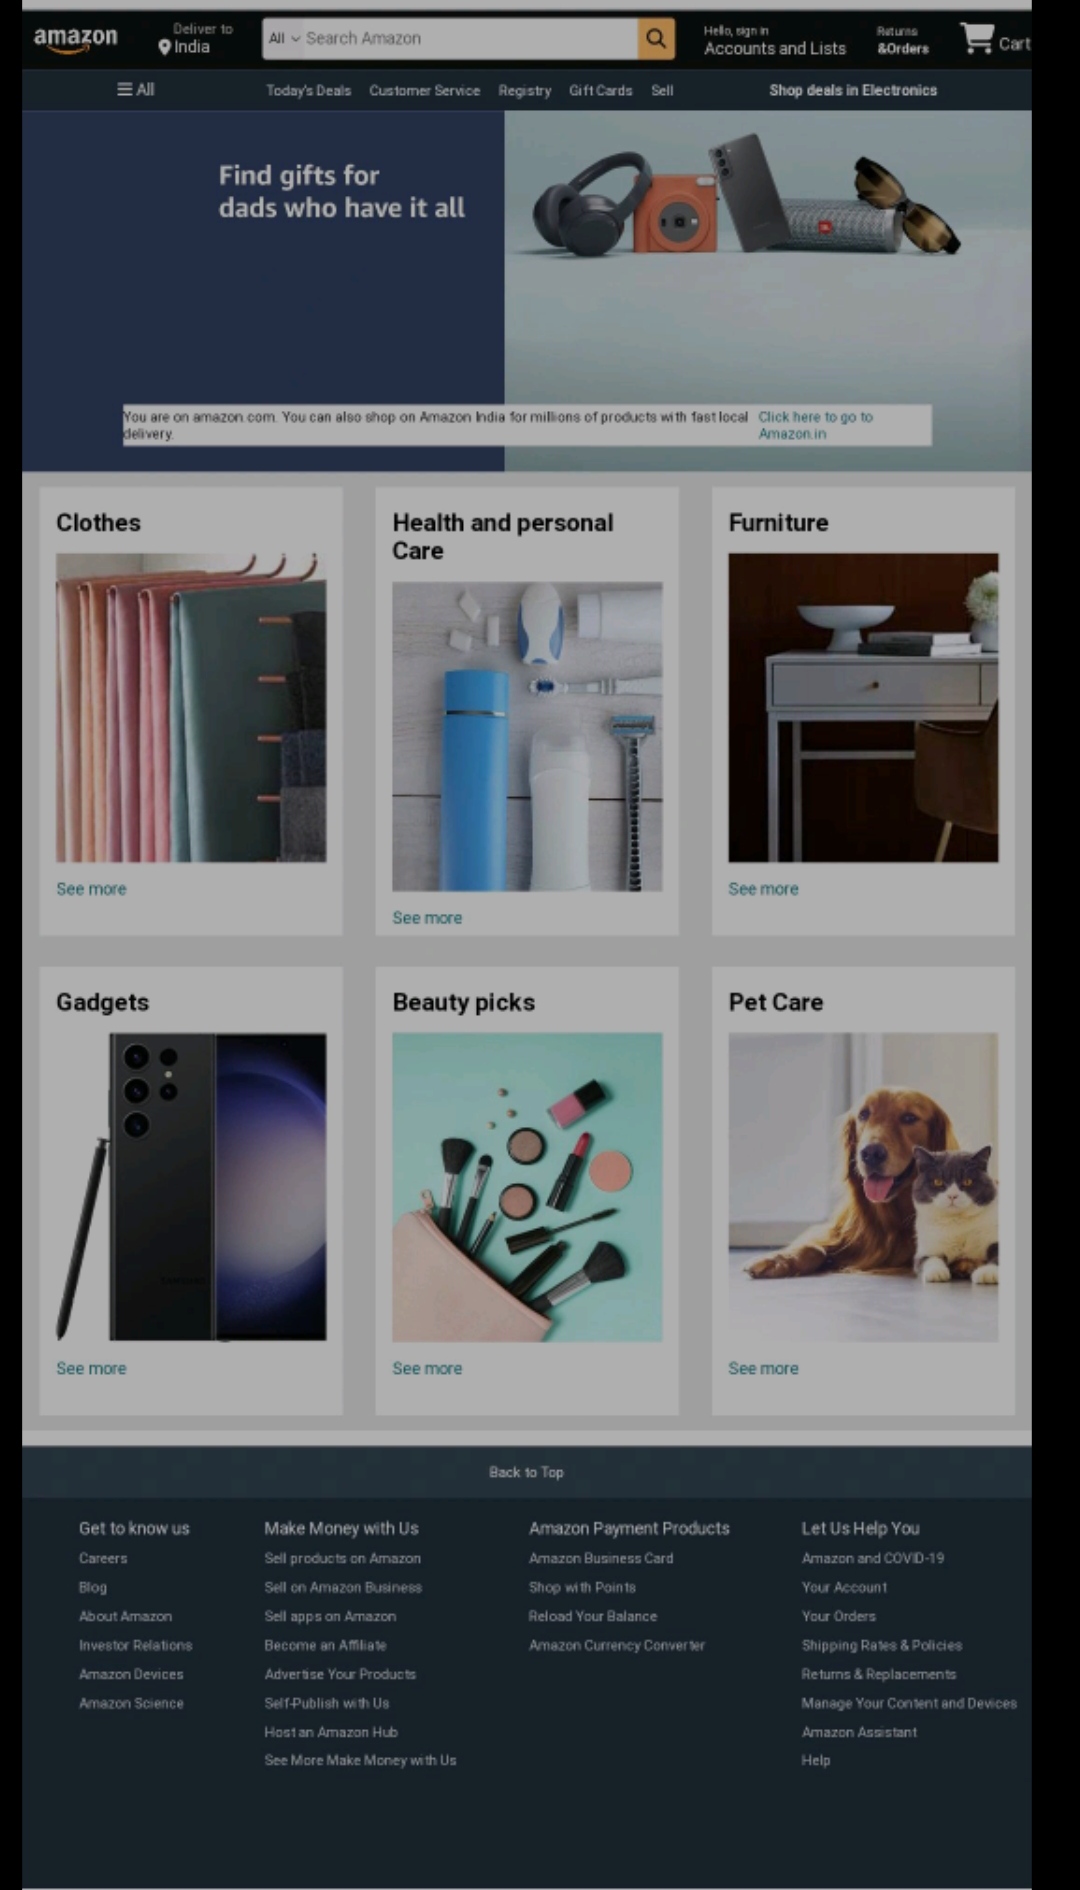 amazon
Deliver to
India
All
Search Amazon
Hello, sign in
Accounts and Lists
Returns
&Orders
Cart
All
Today's Deals
Customer Service
Registry
Gift Cards
Sell
Shop deals in Electronics
Find gifts for
dads who have it all
JBL
You are on amazon.com. You can also shop on Amazon India for millions of products with fast local
delivery.
Click here to go to
Amazon.in
Clothes
See more
Health and personal
Care
See more
Furniture
See more
Gadgets
SAMSUNG
See more
Beauty picks
See more
Pet Care
See more
Back to Top
Get to know us
Careers
Blog
About Amazon
Investor Relations
Amazon Devices
Amazon Science
Make Money with Us
Sell products on Amazon
Sell on Amazon Business
Sell apps on Amazon
Become an Affiliate
Advertise Your Products
Self-Publish with Us
Host an Amazon Hub
See More Make Money with Us
Amazon Payment Products
Amazon Business Card
Shop with Points
Reload Your Balance
Amazon Currency Converter
Let Us Help You
Amazon and COVID-19
Your Account
Your Orders
Shipping Rates & Policies
Returns & Replacements
Manage Your Content and Devices
Amazon Assistant
Help